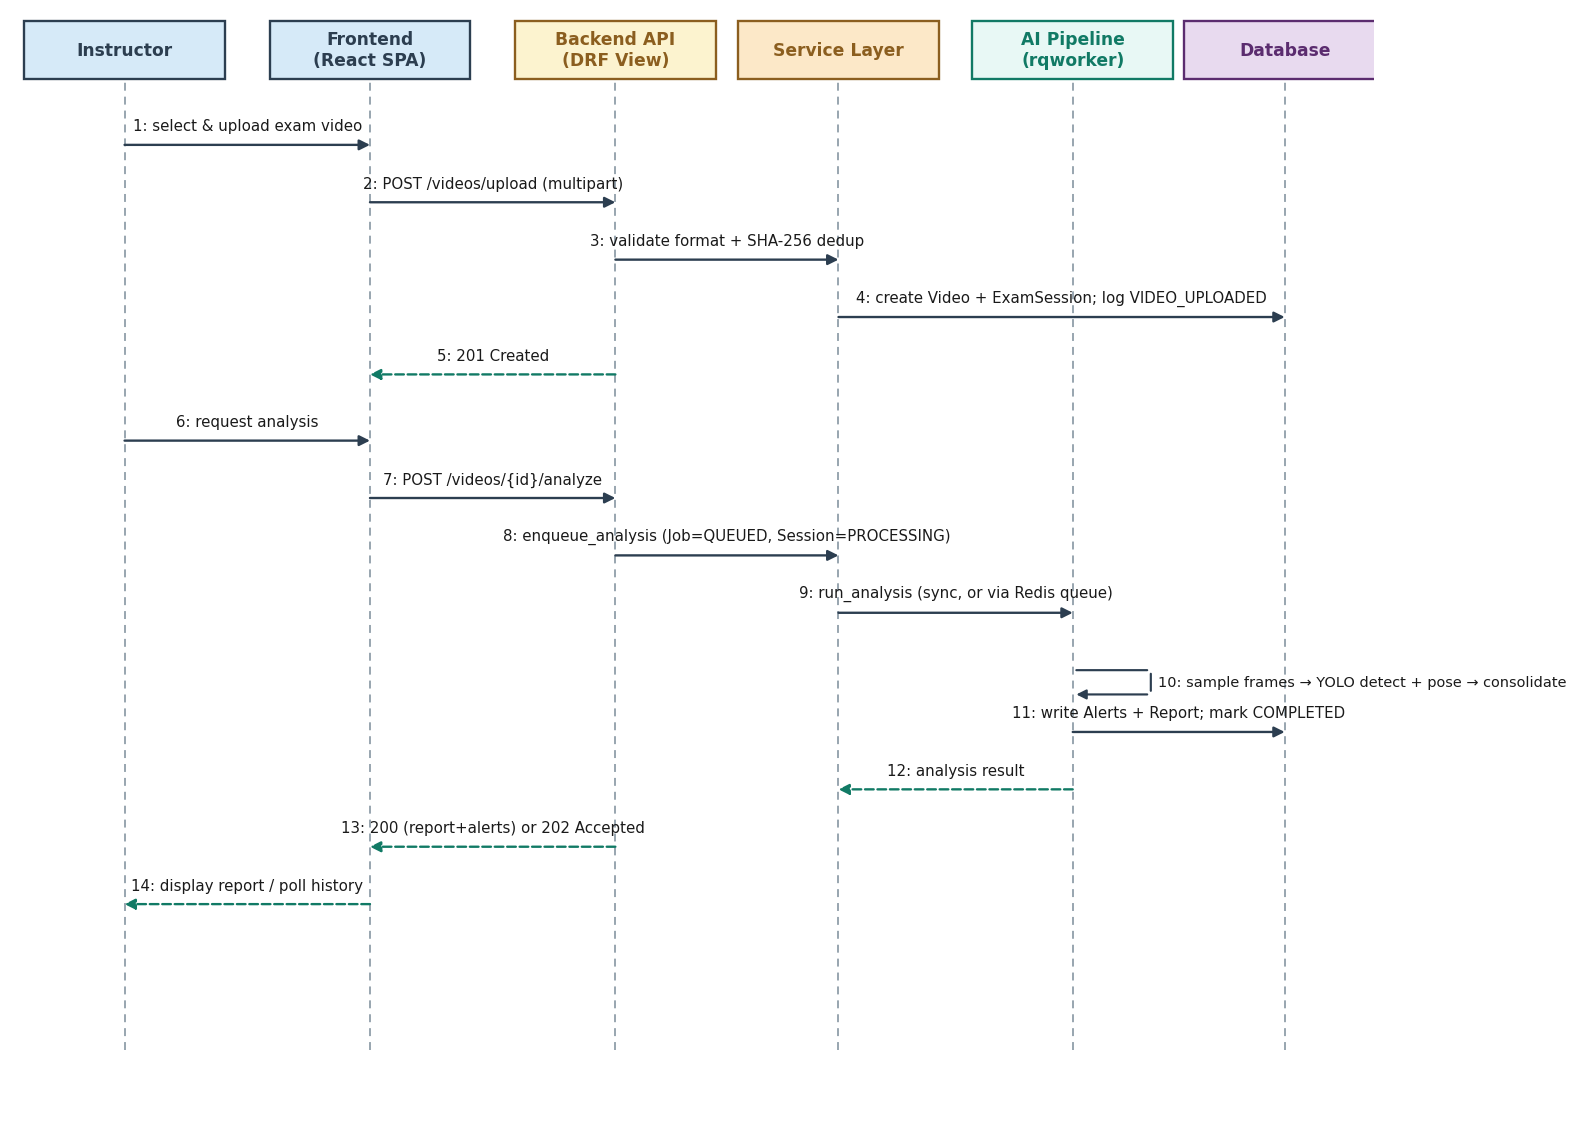 Instructor
Frontend
(React SPA)
Backend API
(DRF View)
Service Layer
AI Pipeline
(rqworker)
Database
1: select & upload exam video
2: POST /videos/upload (multipart)
3: validate format + SHA-256 dedup
4: create Video + ExamSession; log VIDEO_UPLOADED
5: 201 Created
6: request analysis
7: POST /videos/{id}/analyze
8: enqueue_analysis (Job=QUEUED, Session=PROCESSING)
9: run_analysis (sync, or via Redis queue)
10: sample frames → YOLO detect + pose → consolidate
11: write Alerts + Report; mark COMPLETED
12: analysis result
13: 200 (report+alerts) or 202 Accepted
14: display report / poll history